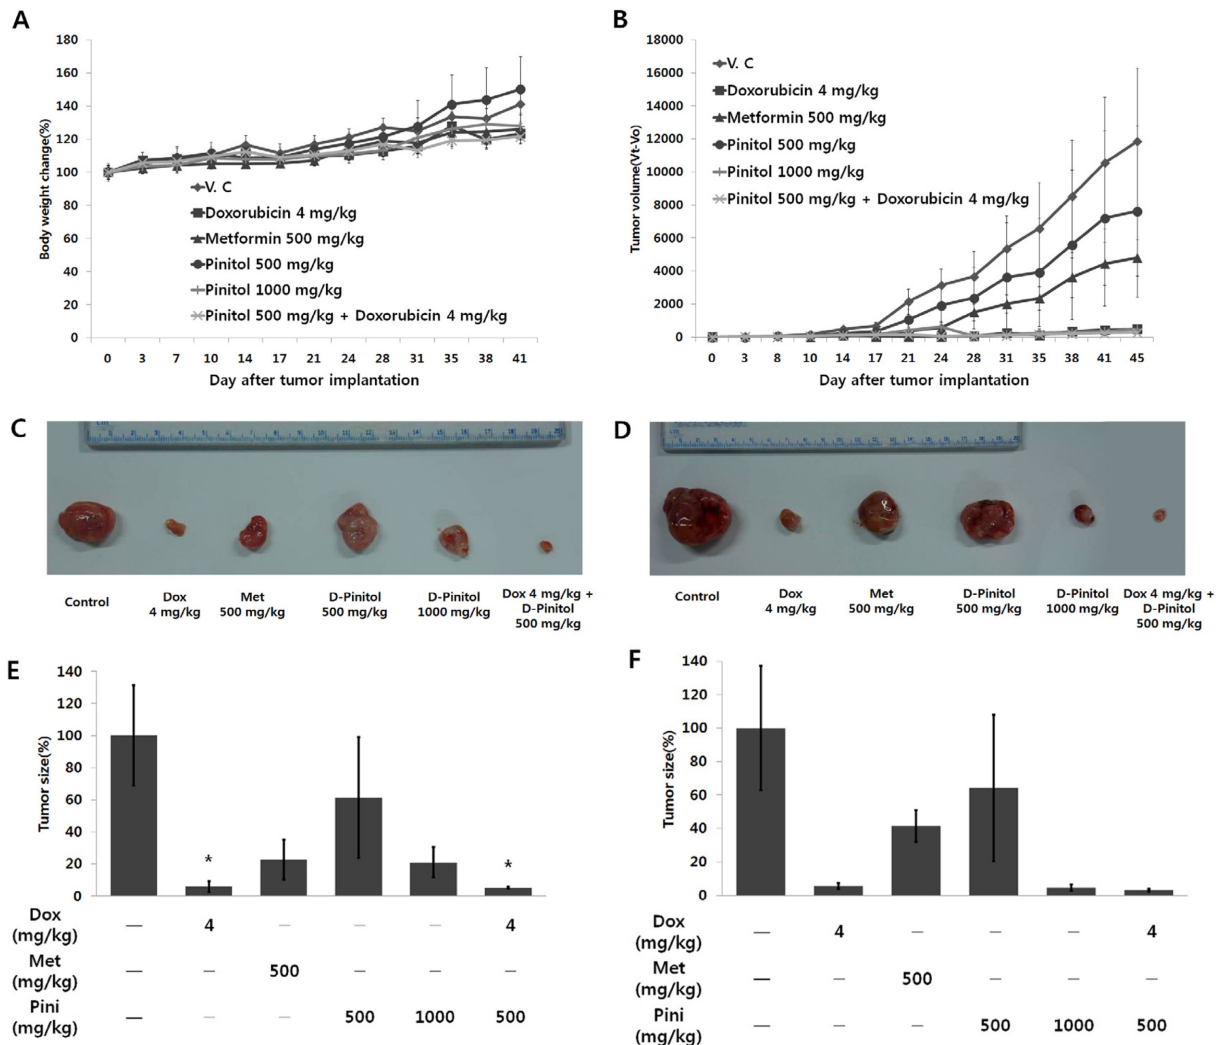 A
180
160
140
120
100
80
60
40
20
0
Body weight change(%)
V. C
Doxorubicin 4 mg/kg
Metformin 500 mg/kg
Pinitol 500 mg/kg
Pinitol 1000 mg/kg
Pinitol 500 mg/kg + Doxorubicin 4 mg/kg
0 3 7 10 14 17 21 24 28 31 35 38 41
Day after tumor implantation
B
18000
16000
14000
12000
10000
8000
6000
4000
2000
0
Tumor volume(Vt-Vo)
V. C
Doxorubicin 4 mg/kg
Metformin 500 mg/kg
Pinitol 500 mg/kg
Pinitol 1000 mg/kg
Pinitol 500 mg/kg + Doxorubicin 4 mg/kg
0 3 8 10 14 17 21 24 28 31 35 38 41 45
Day after tumor implantation
C
Control
Dox
4 mg/kg
Met
500 mg/kg
D-Pinitol
500 mg/kg
D-Pinitol
1000 mg/kg
Dox 4 mg/kg +
D-Pinitol
500 mg/kg
D
Control
Dox
4 mg/kg
Met
500 mg/kg
D-Pinitol
500 mg/kg
D-Pinitol
1000 mg/kg
Dox 4 mg/kg +
D-Pinitol
500 mg/kg
E
140
120
100
80
60
40
20
0
Tumor size(%)
*
*
Dox
(mg/kg)
— 4 — — — 4
Met
(mg/kg)
— — 500 — — —
Pini
(mg/kg)
— — — 500 1000 500
F
140
120
100
80
60
40
20
0
Tumor size(%)
Dox
(mg/kg)
— 4 — — — 4
Met
(mg/kg)
— — 500 — — —
Pini
(mg/kg)
— — — 500 1000 500